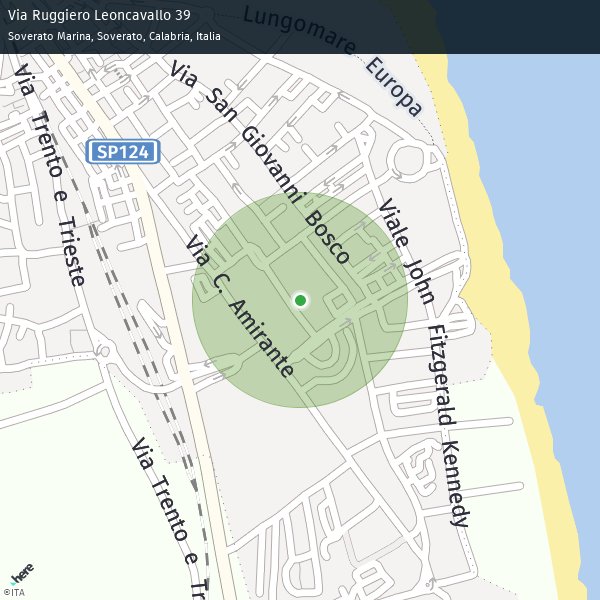 Via Ruggiero Leoncavallo 39
Soverato Marina, Soverato, Calabria, Italia
Lungomare Europa
Via San Giovanni Bosco
Via Trento e Trieste
SP124
Viale John Fitzgerald Kennedy
Via C. Amirante
Via Trento e Tr
here
©ITA